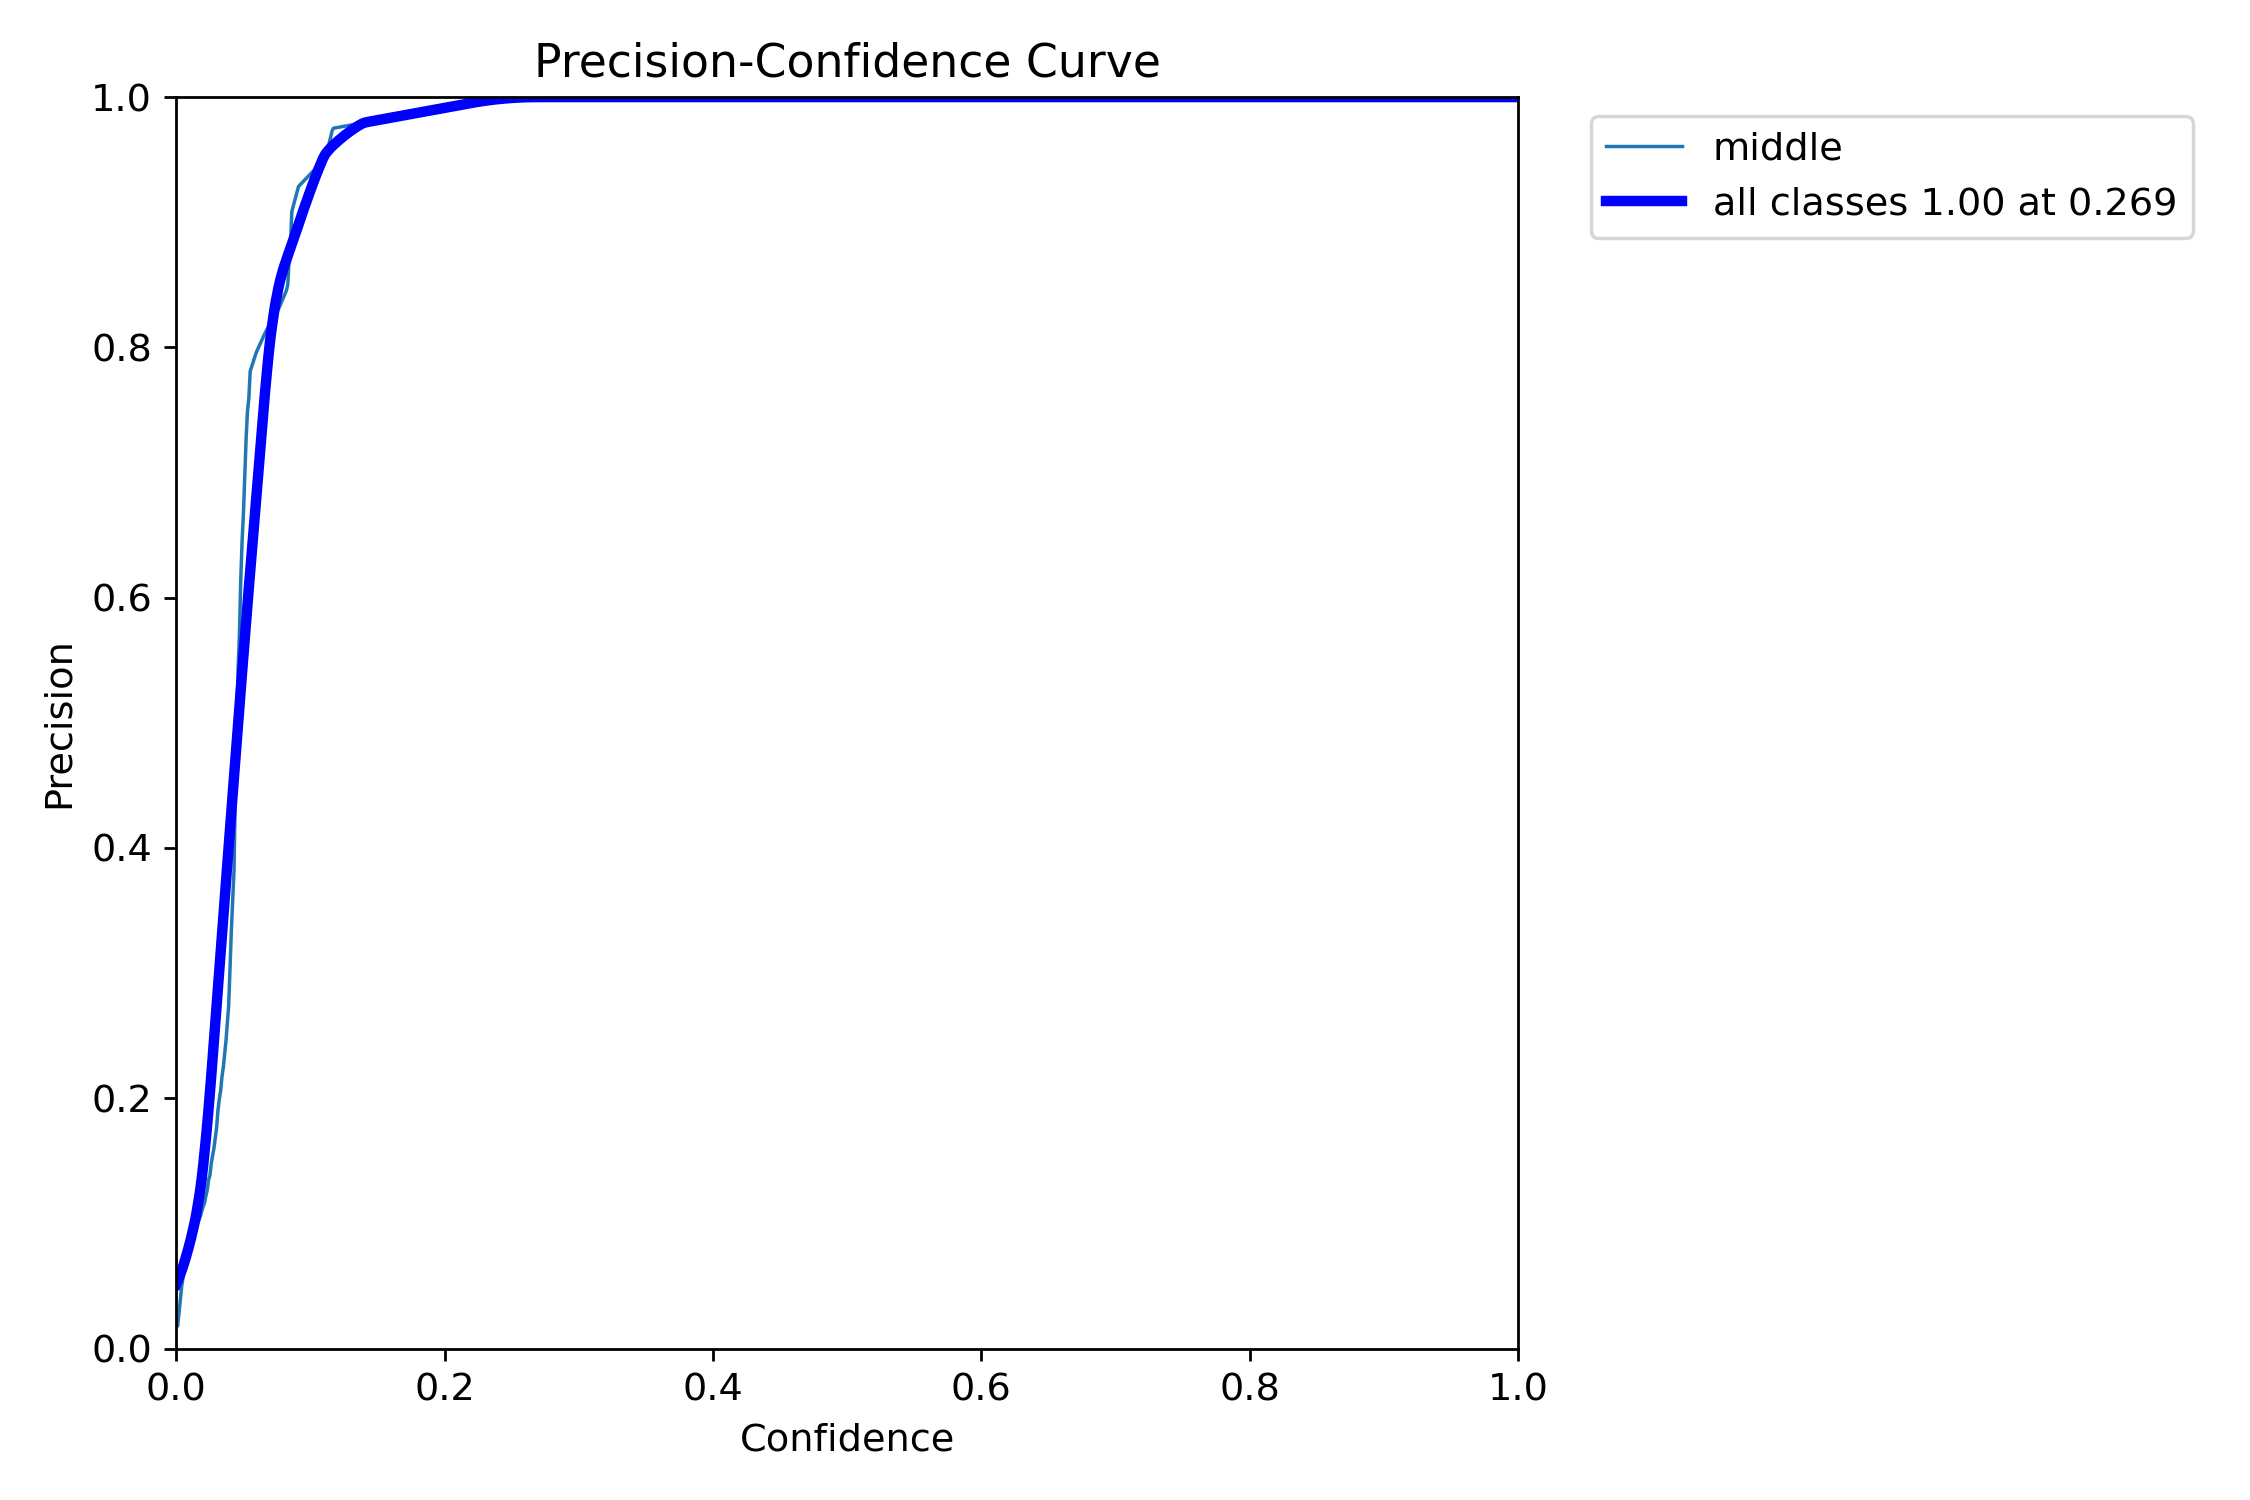 Precision-Confidence Curve
1.0
0.8
0.6
0.4
0.2
0.0
Precision
0.0 0.2 0.4 0.6 0.8 1.0
Confidence
middle
all classes 1.00 at 0.269